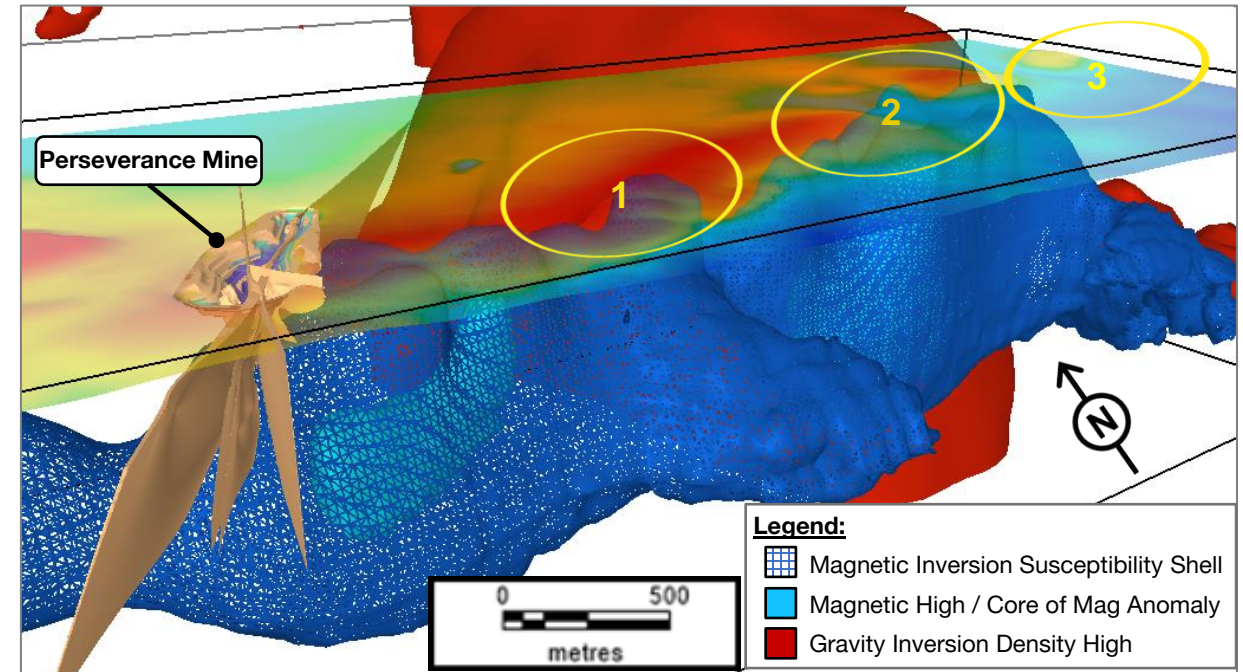 3
2
1
Perseverance Mine
N
Legend:
Magnetic Inversion Susceptibility Shell
Magnetic High / Core of Mag Anomaly
Gravity Inversion Density High
0 500
metres